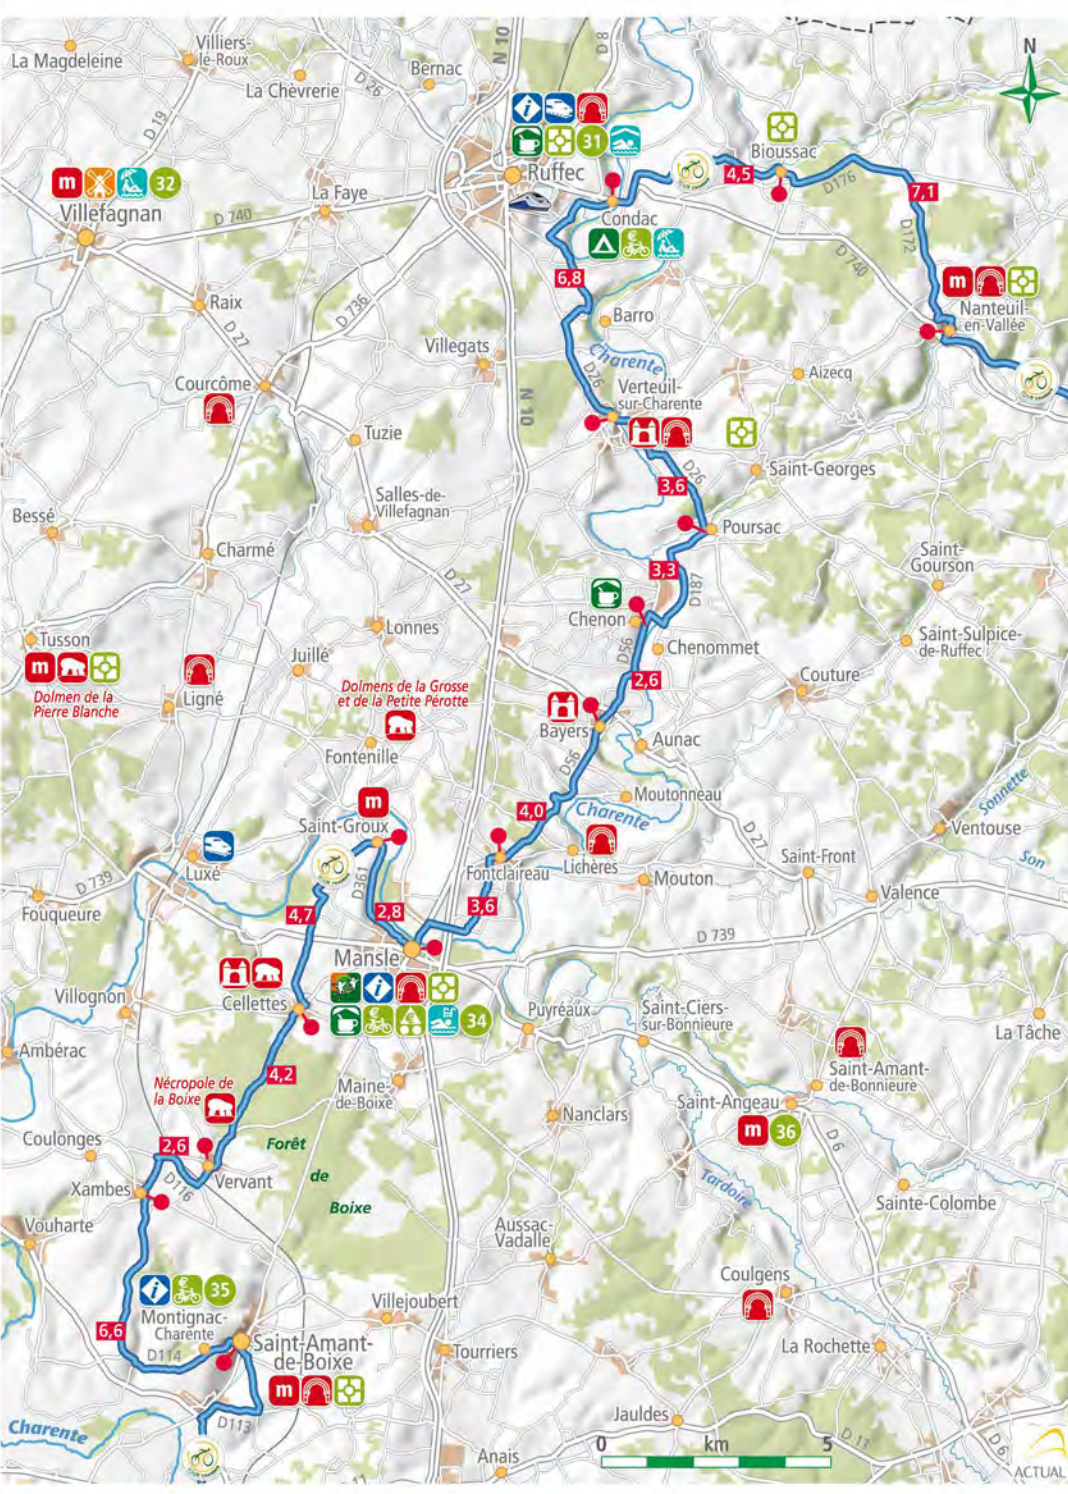 N 10
D 8
N
Villiers-
le-Roux
La Magdeleine
Bernac
La Chèvrerie
D 26
D 19
i
31
Bioussac
Ruffec
4,5
D176
7,1
m
32
Villefagnan
La Faye
D 740
Condac
D172
D 740
6,8
m
Nanteuil-
en-Vallée
Raix
D 736
Barro
D 27
Villegats
Charente
Aizecq
Courcôme
D26
Verteuil-
sur-Charente
N 10
Tuzie
D26
Saint-Georges
3,6
Salles-de-
Villefagnan
Bessé
Poursac
Charmé
Saint-
Gourson
3,3
D 27
D187
Chenon
Tusson
m
Lonnes
D56
Chenommet
Saint-Sulpice-
de-Ruffec
Juillé
2,6
Couture
Dolmen de la
Pierre Blanche
Ligné
Dolmens de la Grosse
et de la Petite Pérotte
Bayers
Aunac
Fontenille
D56
Moutonneau
m
4,0
Charente
Sonnette
Saint-Groux
D 27
Ventouse
Luxé
Fontclaireau
Lichères
Saint-Front
Son
D 739
D361
Mouton
Valence
Fouqueure
4,7
2,8
3,6
Mansle
D 739
Villognon
Cellettes
i
34
Puyréaux
Saint-Ciers-
sur-Bonnieure
La Tâche
Ambérac
4,2
Maine-
de-Boixe
Saint-Amant-
de-Bonnieure
Nécropole de
la Boixe
Nanclars
Saint-Angeau
m
36
D 6
Coulonges
2,6
Forêt
de
Boixe
Xambes
D116
Vervant
Tardoire
Sainte-Colombe
Vouharte
Aussac-
Vadalle
i
35
Coulgens
Montignac-
Charente
Villejoubert
6,6
D114
Saint-Amant-
de-Boixe
Tourriers
La Rochette
m
D113
Jauldes
Charente
0 km 5
D 11
D 6
Anais
11
ACTUAL